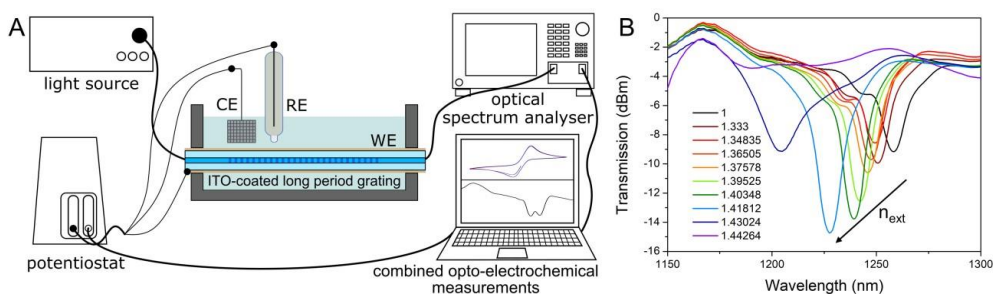 A
light source
CE
RE
WE
ITO-coated long period grating
potentiostat
optical
spectrum analyser
combined opto-electrochemical
measurements
B
Transmission (dBm)
0
-2
-4
-6
-8
-10
-12
-14
-16
1
1.333
1.34835
1.36505
1.37578
1.39525
1.40348
1.41812
1.43024
1.44264
next
1150
1200
1250
1300
Wavelength (nm)